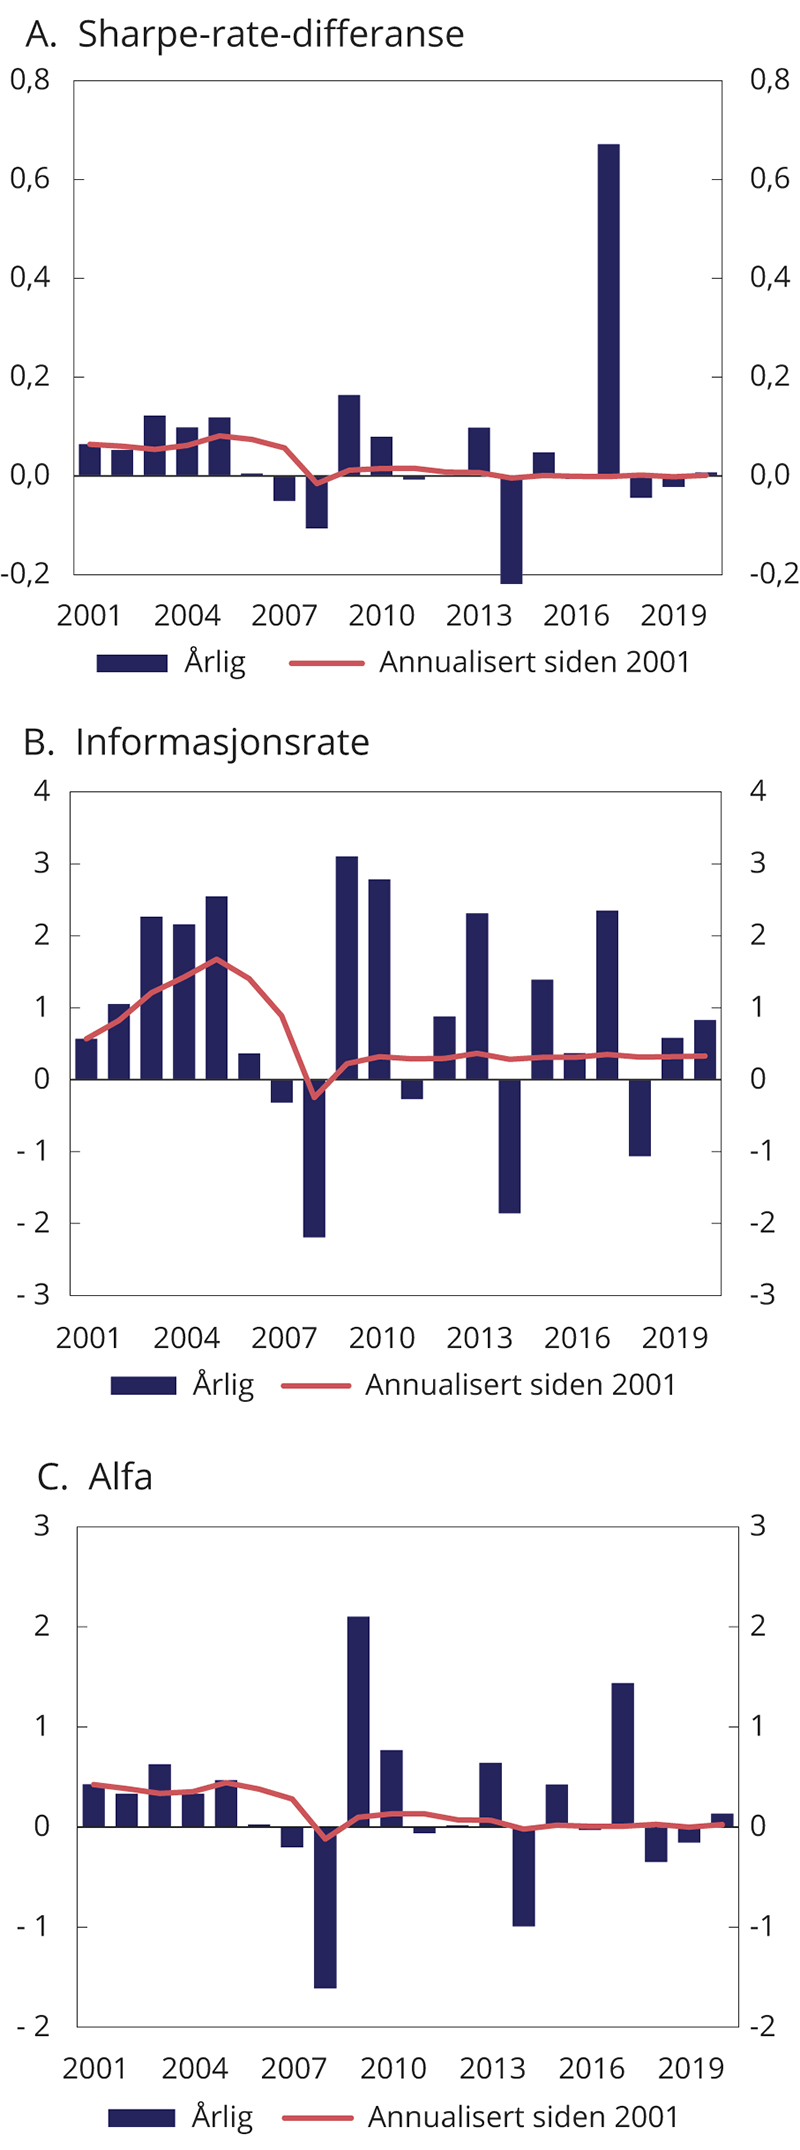 A. Sharpe-rate-differanse
0,8 0,8
0,6 0,6
0,4 0,4
0,2 0,2
0,0 0,0
-0,2 -0,2
2001 2004 2007 2010 2013 2016 2019
Årlig Annualisert siden 2001
B. Informasjonsrate
4 4
3 3
2 2
1 1
0 0
- 1 -1
- 2 -2
- 3 -3
2001 2004 2007 2010 2013 2016 2019
Årlig Annualisert siden 2001
C. Alfa
3 3
2 2
1 1
0 0
- 1 -1
- 2 -2
2001 2004 2007 2010 2013 2016 2019
Årlig Annualisert siden 2001